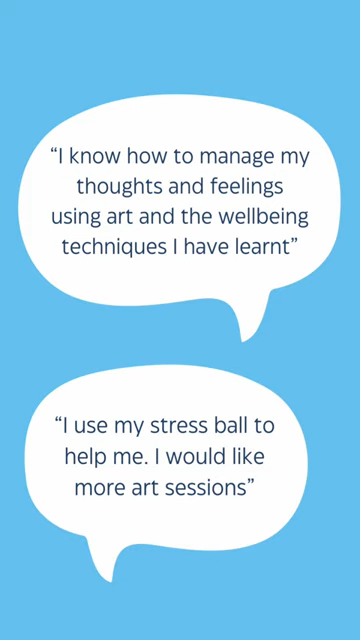 “I know how to manage my
thoughts and feelings
using art and the wellbeing
techniques I have learnt”
“I use my stress ball to
help me. I would like
more art sessions”